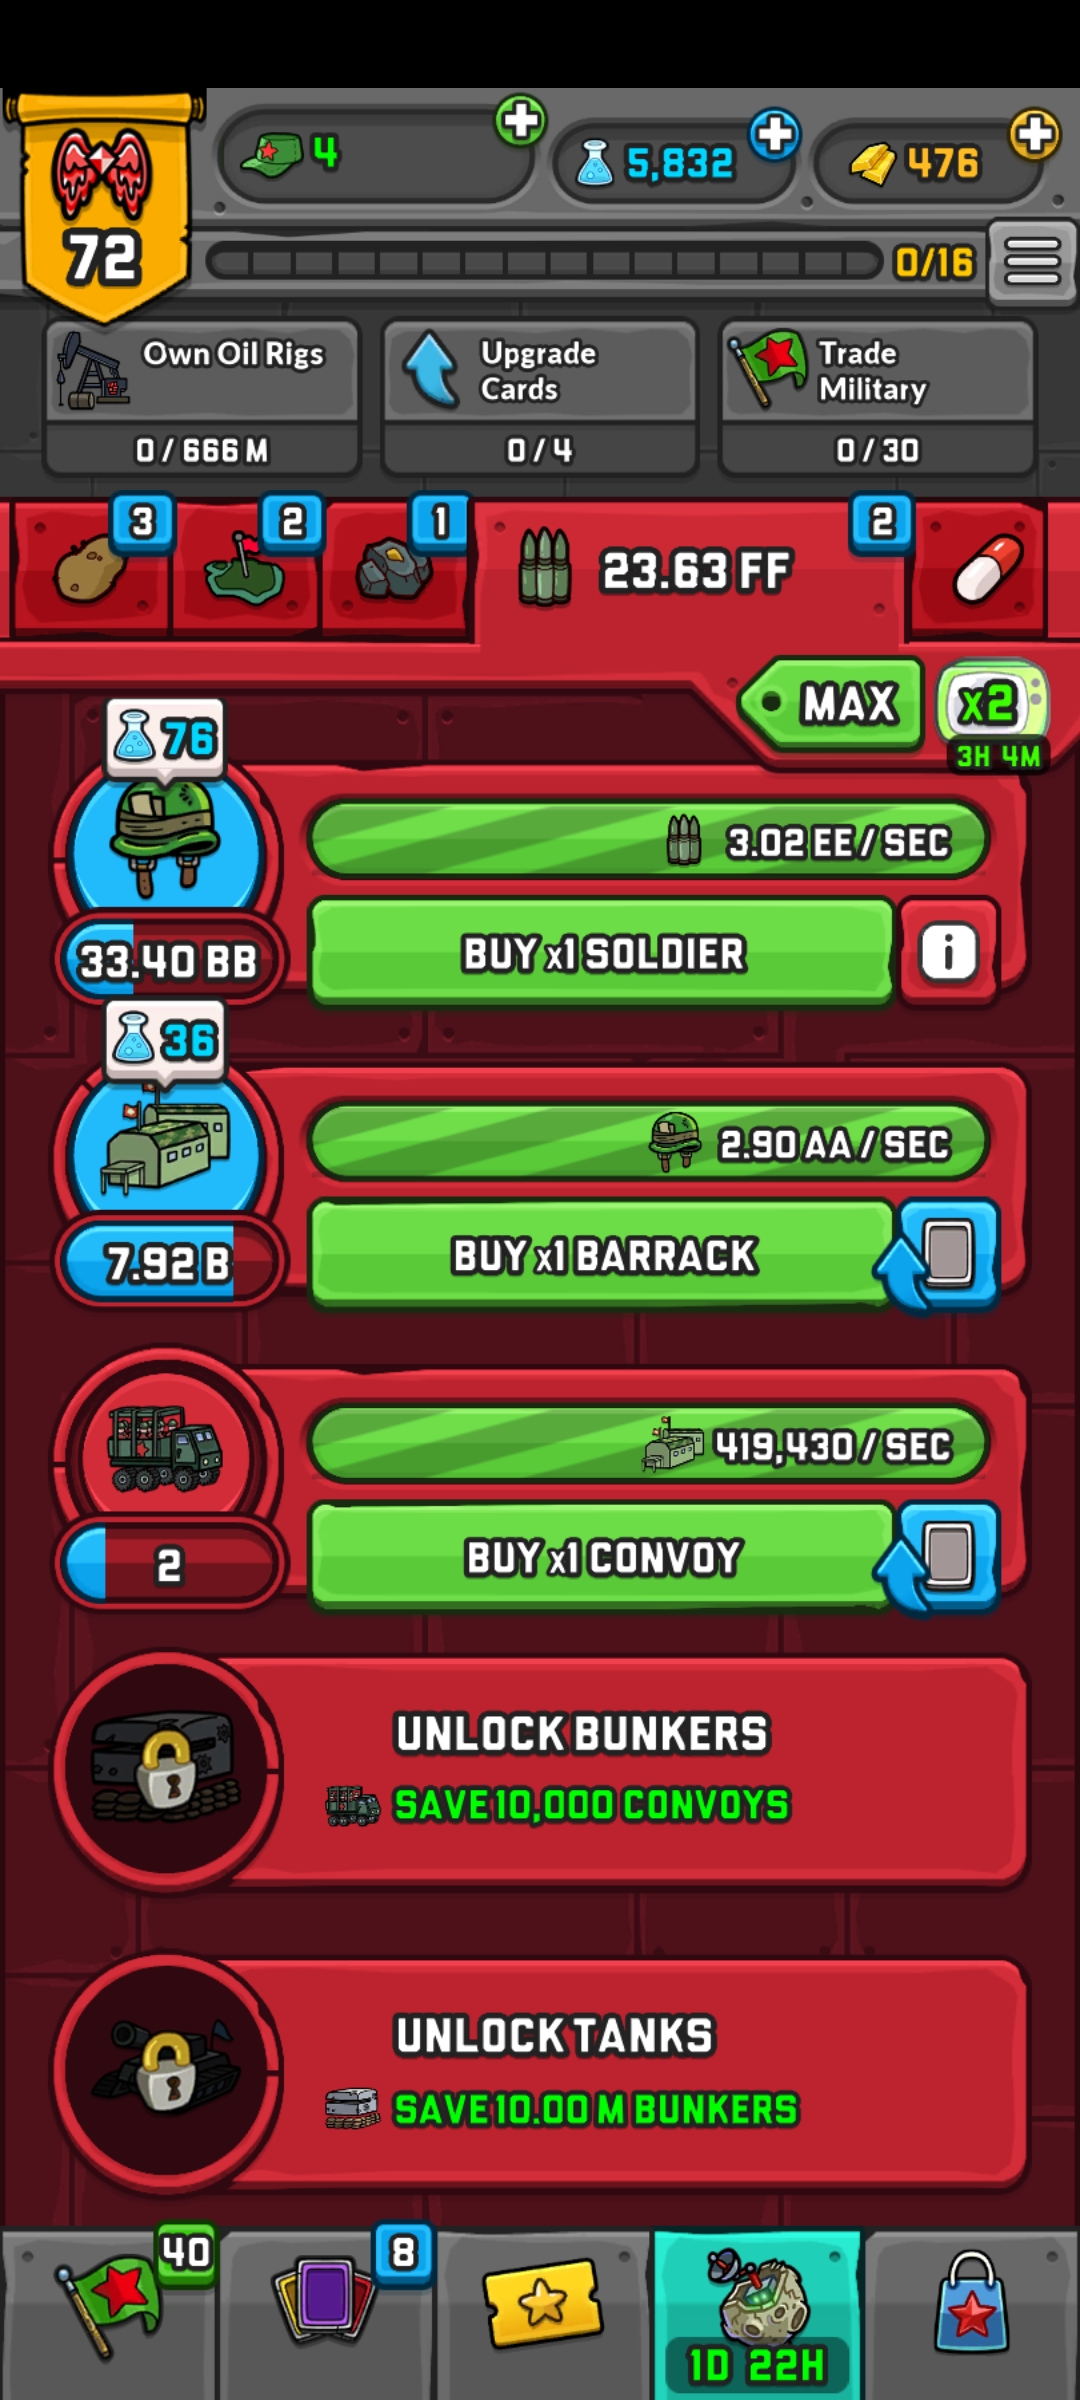 4
5,832
476
72
0/16
Own Oil Rigs
0 / 666 M
Upgrade
Cards
0 / 4
Trade
Military
0 / 30
3
2
1
23.63 FF
2
MAX
x2
3H 4M
76
3.02 EE / SEC
33.40 BB
BUY x1 SOLDIER
i
36
2.90 AA / SEC
7.92 B
BUY x1 BARRACK
419,430 / SEC
2
BUY x1 CONVOY
UNLOCK BUNKERS
SAVE 10,000 CONVOYS
UNLOCK TANKS
SAVE 10.00 M BUNKERS
40
8
1D 22H